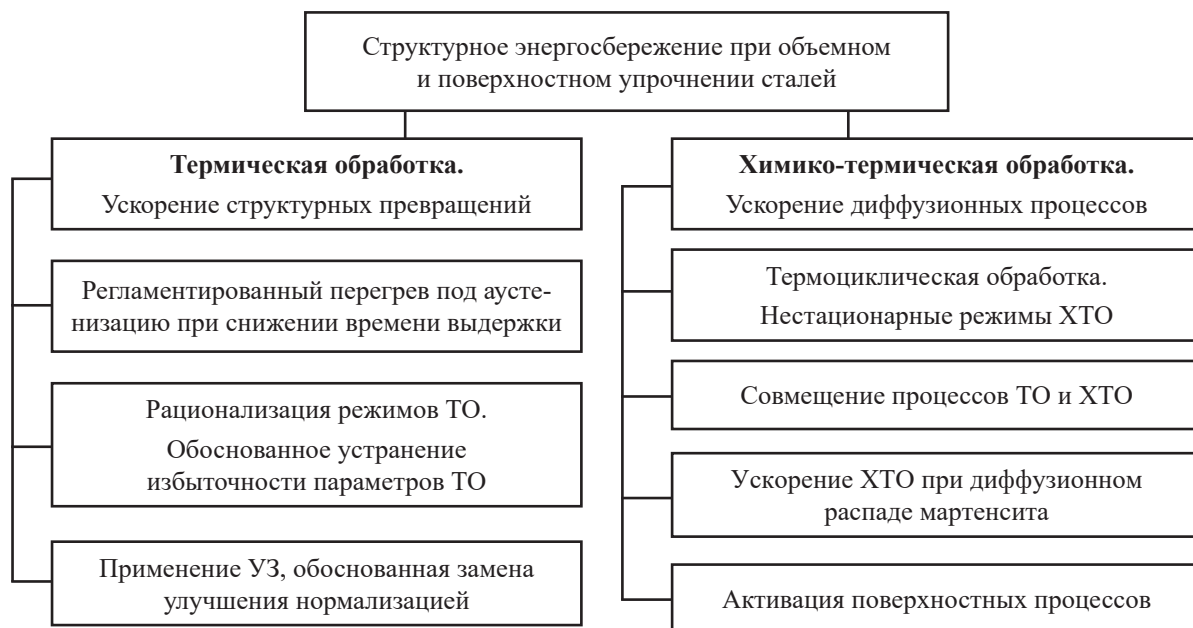 Структурное энергосбережение при объемном
и поверхностном упрочнении сталей
Термическая обработка.
Ускорение структурных превращений
Регламентированный перегрев под аусте-
низацию при снижении времени выдержки
Рационализация режимов ТО.
Обоснованное устранение
избыточности параметров ТО
Применение УЗ, обоснованная замена
улучшения нормализацией
Химико-термическая обработка.
Ускорение диффузионных процессов
Термоциклическая обработка.
Нестационарные режимы ХТО
Совмещение процессов ТО и ХТО
Ускорение ХТО при диффузионном
распаде мартенсита
Активация поверхностных процессов